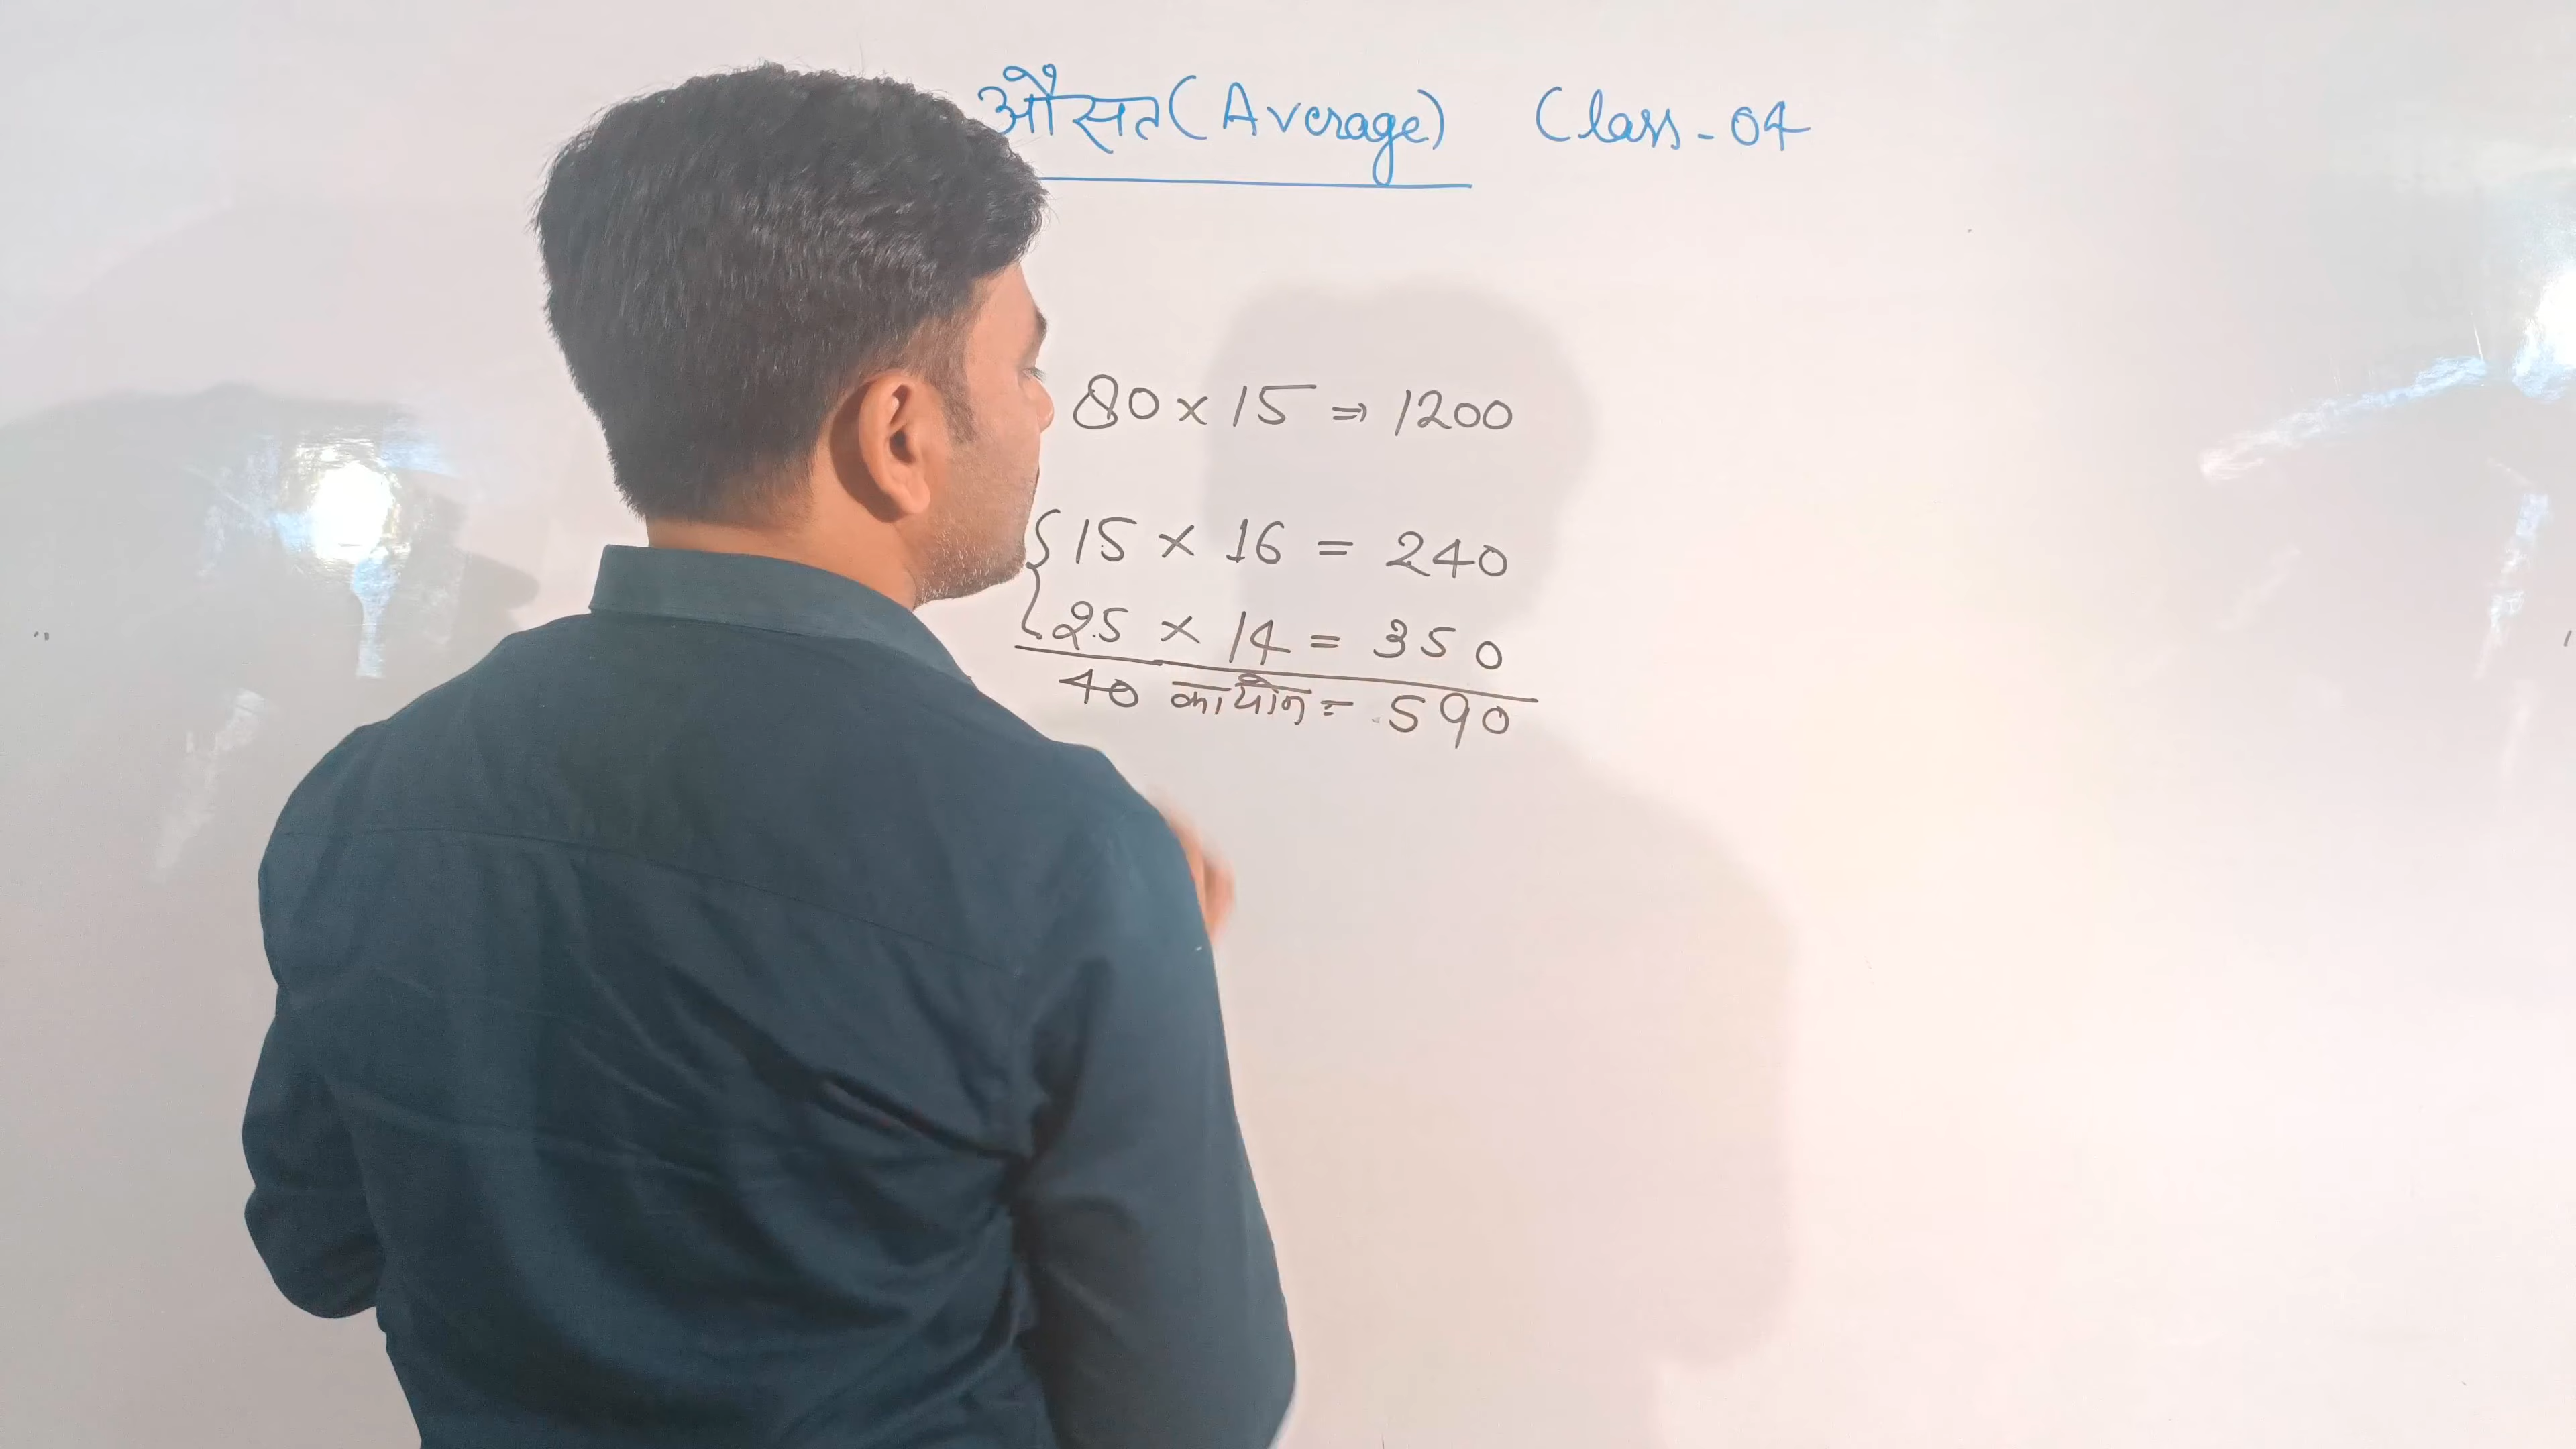 औसत (Average) Class-04
80 × 15 ⇒ 1200
{ 15 × 16 = 240
25 × 14 = 350
40 का योग = 590